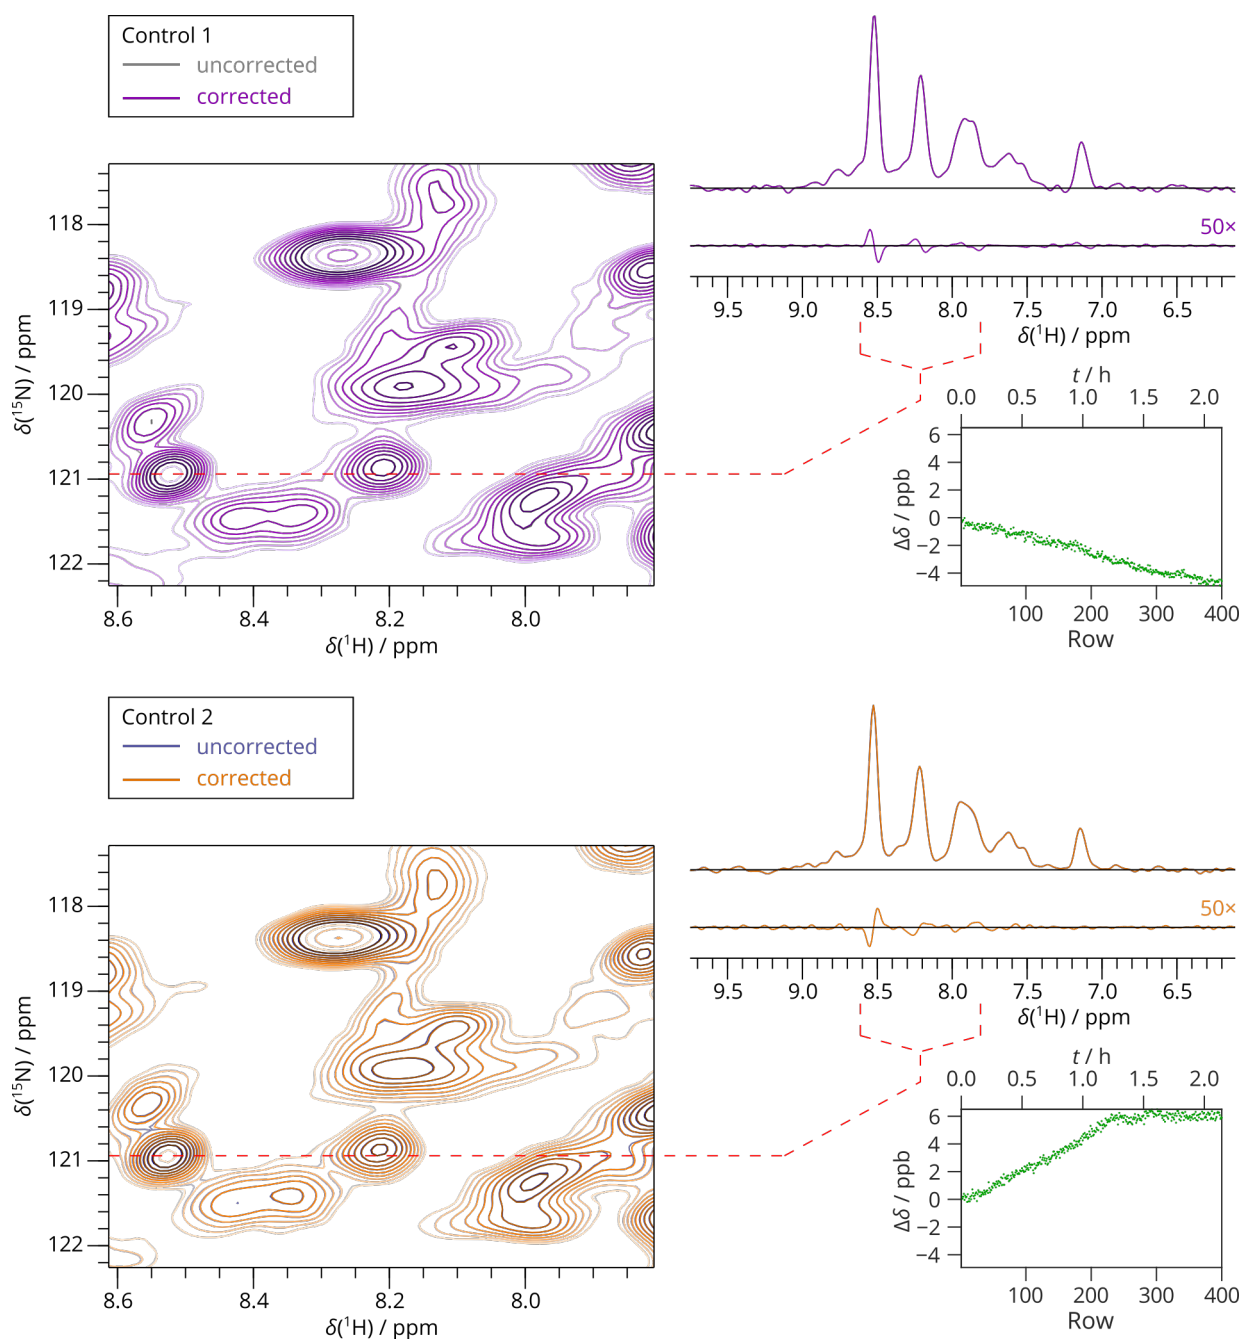 Control 1
uncorrected
corrected
118
119
120
121
122
δ(¹⁵N) / ppm
8.6 8.4 8.2 8.0
δ(¹H) / ppm
50×
9.5 9.0 8.5 8.0 7.5 7.0 6.5
δ(¹H) / ppm
t / h
0.0 0.5 1.0 1.5 2.0
6
4
2
0
−2
−4
Δδ / ppb
100 200 300 400
Row
Control 2
uncorrected
corrected
118
119
120
121
122
δ(¹⁵N) / ppm
8.6 8.4 8.2 8.0
δ(¹H) / ppm
50×
9.5 9.0 8.5 8.0 7.5 7.0 6.5
δ(¹H) / ppm
t / h
0.0 0.5 1.0 1.5 2.0
6
4
2
0
−2
−4
Δδ / ppb
100 200 300 400
Row